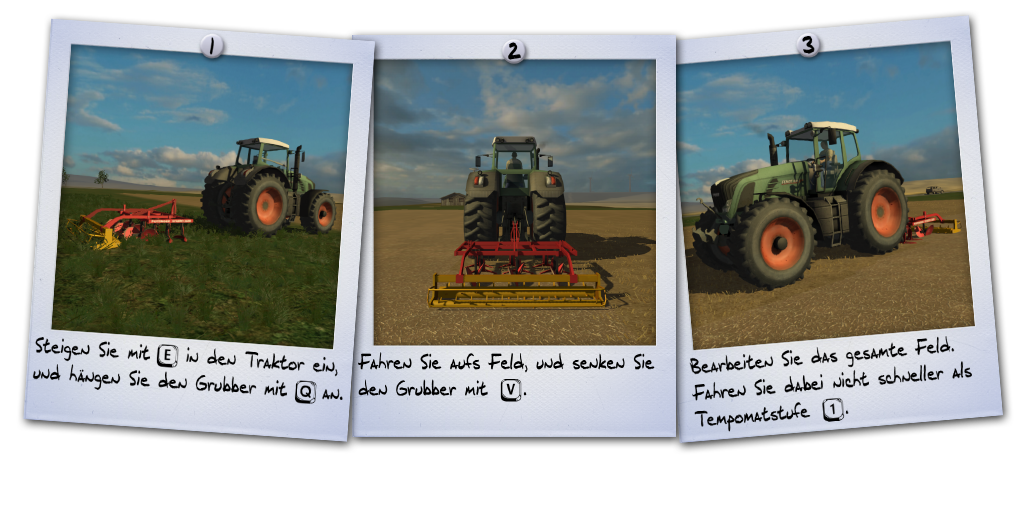 1
Steigen Sie mit E in den Traktor ein,
und hängen Sie den Grubber mit Q an.
2
Fahren Sie aufs Feld, und senken Sie
den Grubber mit V.
3
Bearbeiten Sie das gesamte Feld.
Fahren Sie dabei nicht schneller als
Tempomatstufe 1.